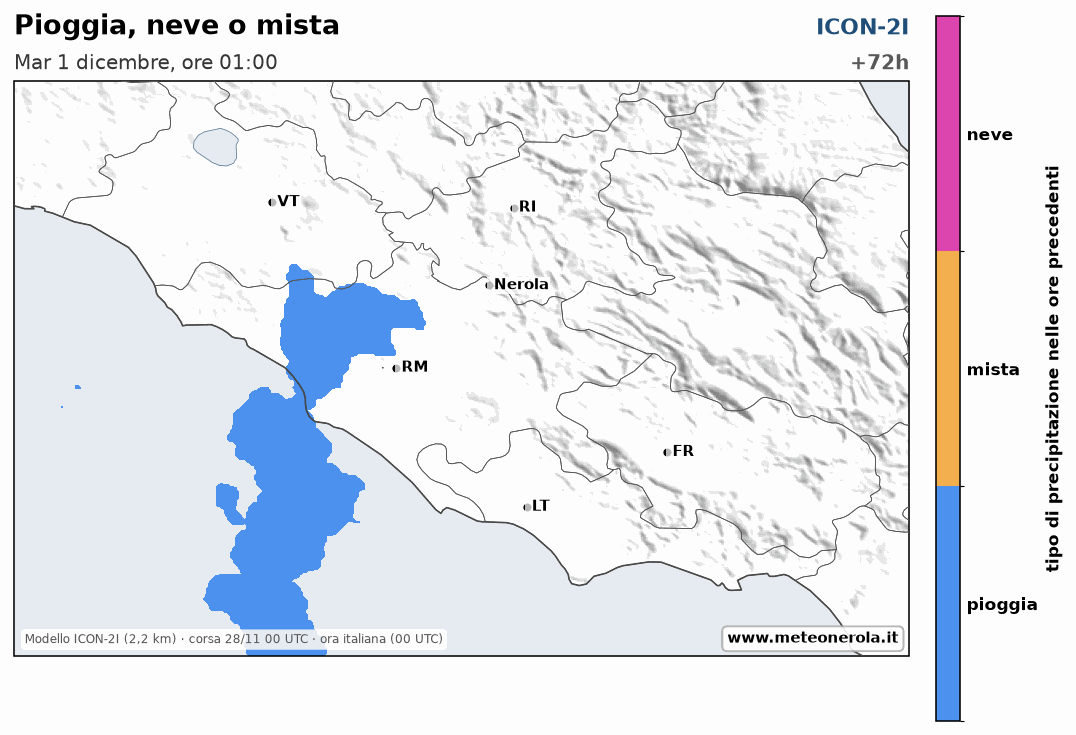 Pioggia, neve o mista
ICON-2I
Mar 1 dicembre, ore 01:00
+72h
neve
VT
RI
Nerola
RM
mista
FR
LT
pioggia
tipo di precipitazione nelle ore precedenti
Modello ICON-2I (2,2 km) · corsa 28/11 00 UTC · ora italiana (00 UTC)
www.meteonerola.it